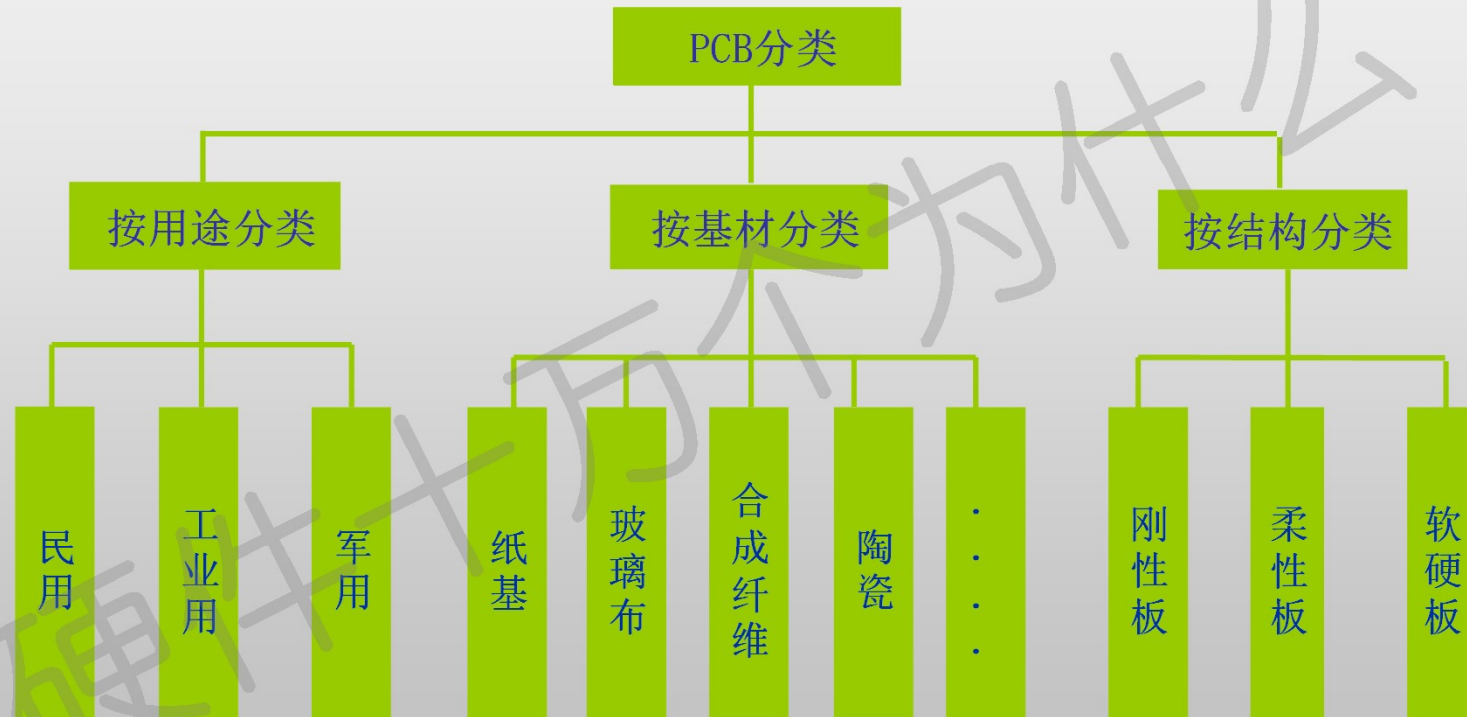 PCB分类
按用途分类
按基材分类
按结构分类
民用
工业用
军用
纸基
玻璃布
合成纤维
陶瓷
....
刚性板
柔性板
软硬板
硬件十万个为什么